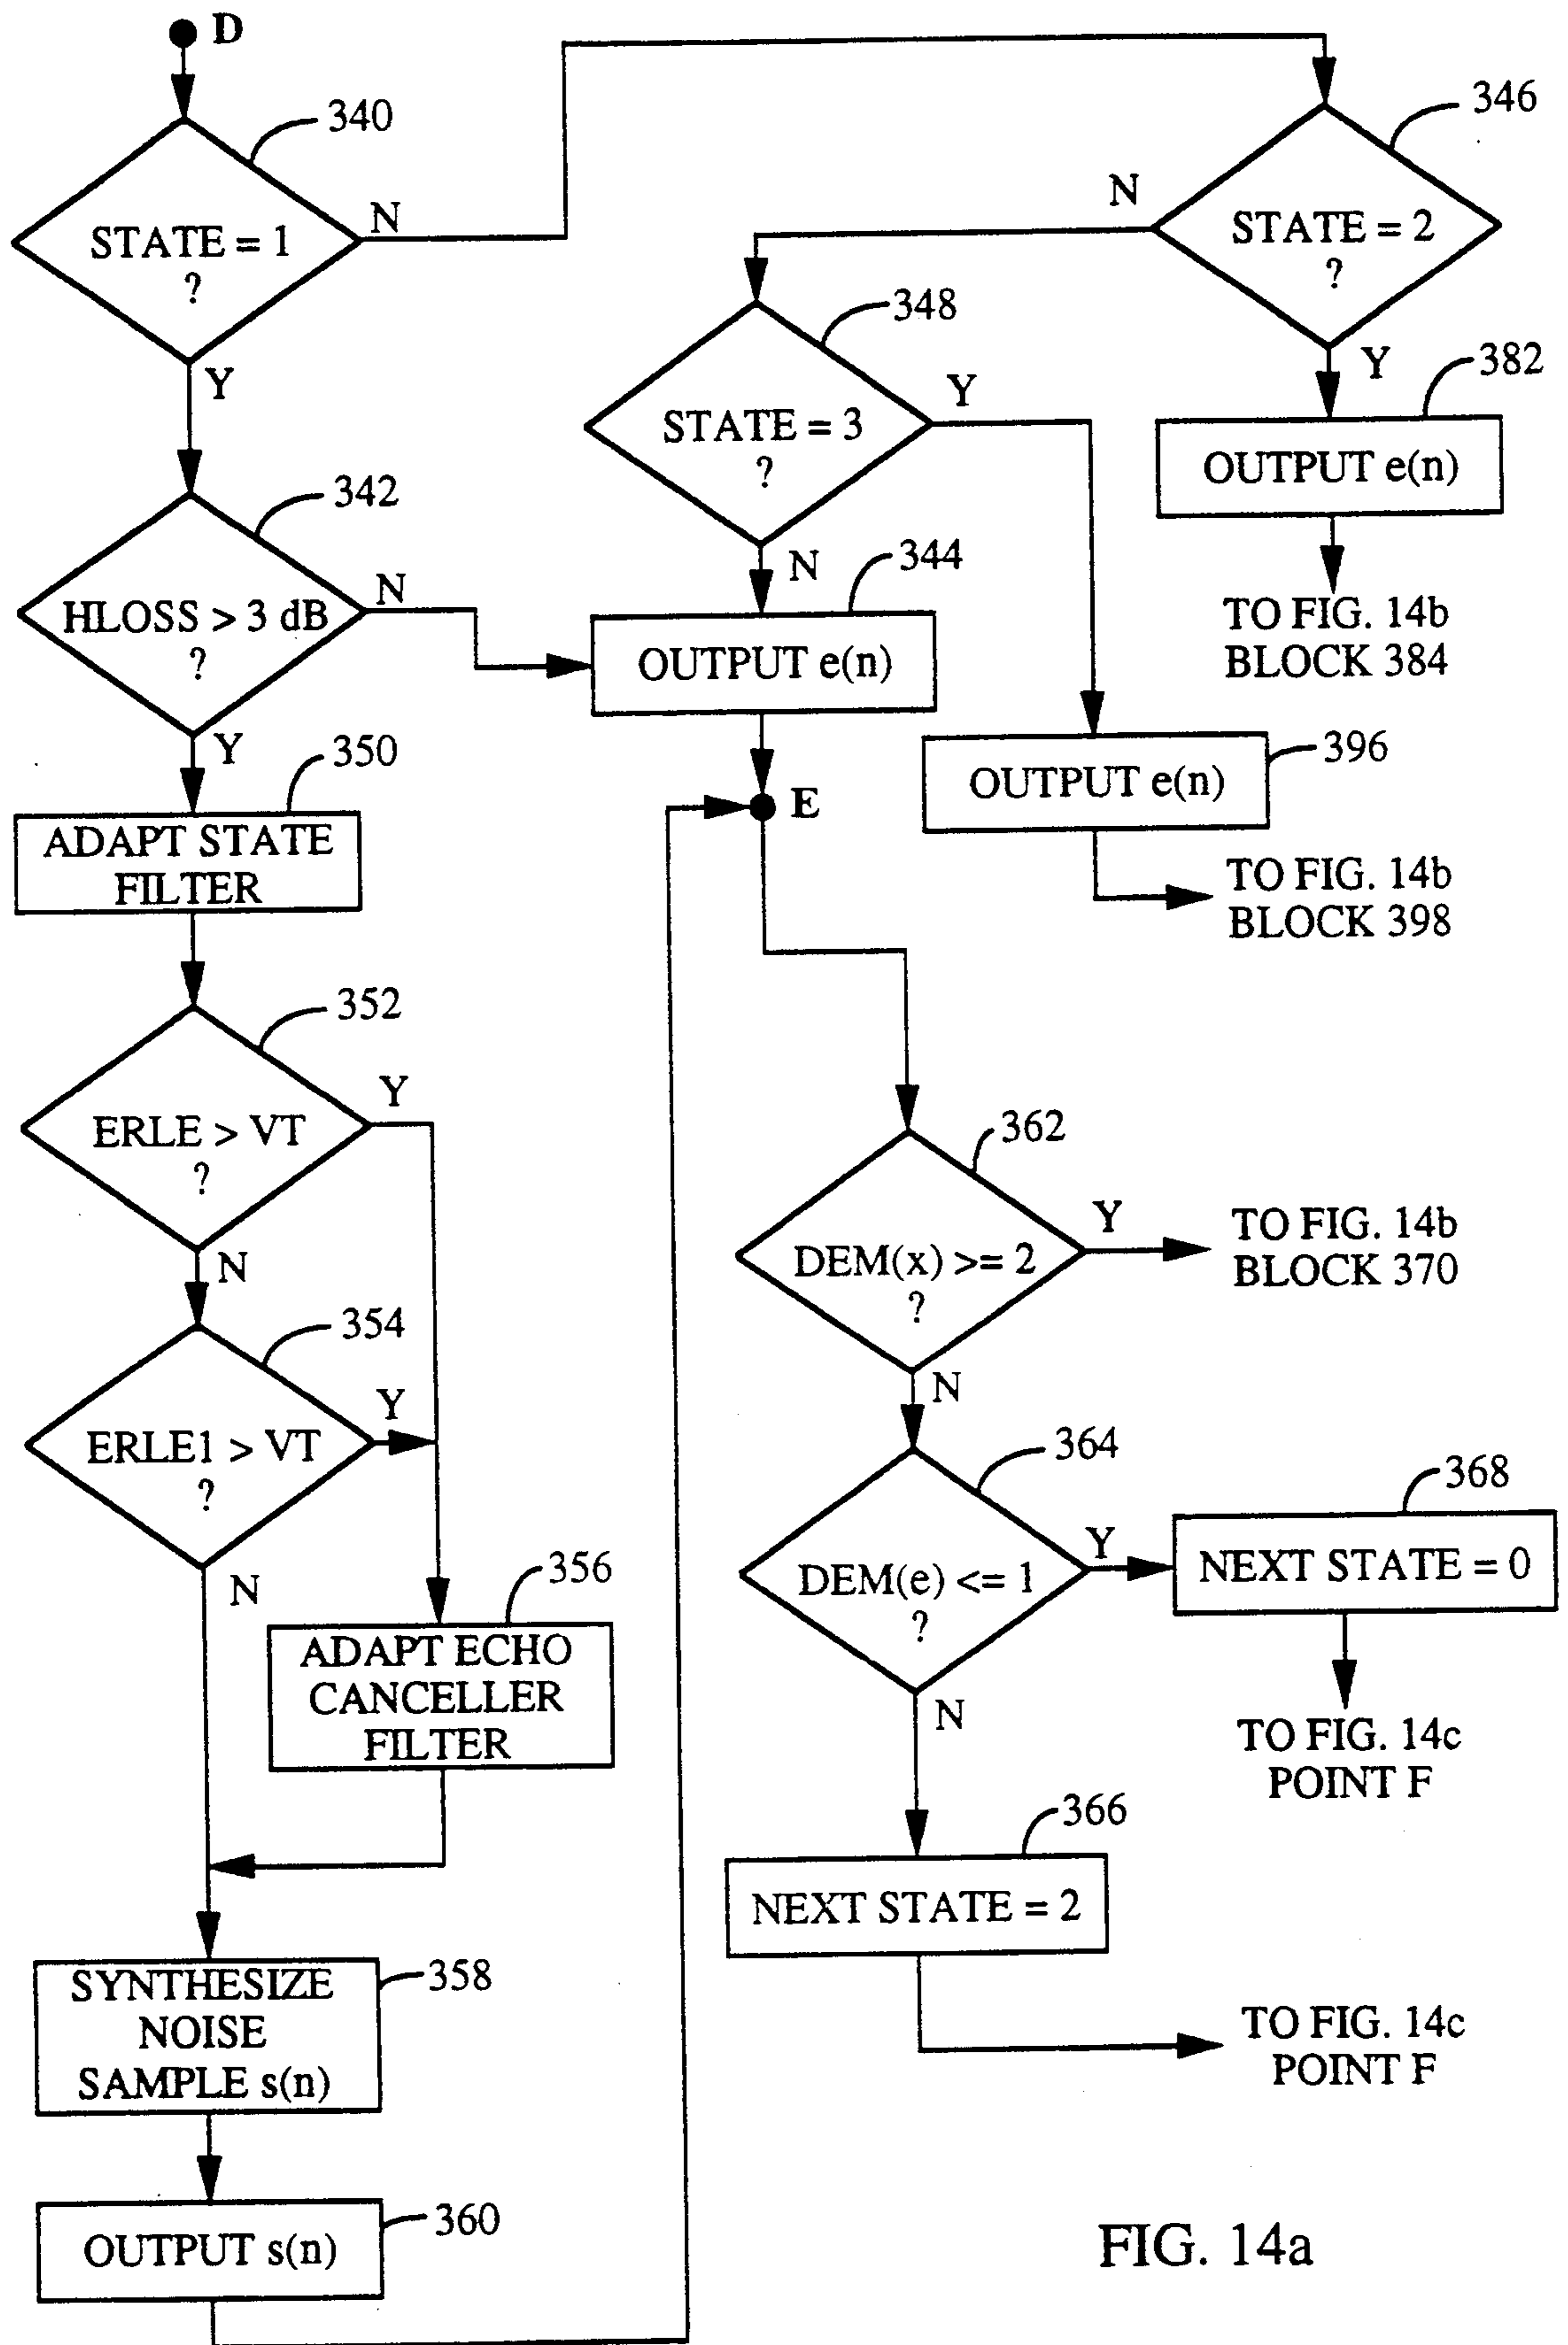 D
340
STATE = 1
?
N
Y
346
STATE = 2
?
N
Y
382
OUTPUT e(n)
TO FIG. 14b
BLOCK 384
348
STATE = 3
?
Y
N
342
HLOSS > 3 dB
?
N
Y
344
OUTPUT e(n)
396
OUTPUT e(n)
TO FIG. 14b
BLOCK 398
E
350
ADAPT STATE
FILTER
352
ERLE > VT
?
Y
N
354
ERLE1 > VT
?
Y
N
356
ADAPT ECHO
CANCELLER
FILTER
358
SYNTHESIZE
NOISE
SAMPLE s(n)
360
OUTPUT s(n)
362
DEM(x) >= 2
?
Y
TO FIG. 14b
BLOCK 370
N
364
DEM(e) <= 1
?
Y
368
NEXT STATE = 0
TO FIG. 14c
POINT F
N
366
NEXT STATE = 2
TO FIG. 14c
POINT F
FIG. 14a